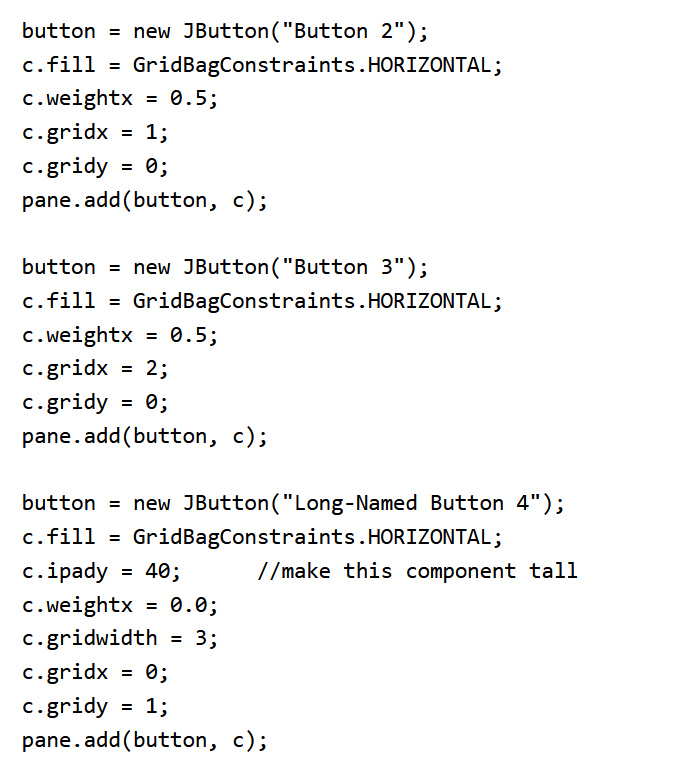 button = new JButton("Button 2");
c.fill = GridBagConstraints.HORIZONTAL;
c.weightx = 0.5;
c.gridx = 1;
c.gridy = 0;
pane.add(button, c);

button = new JButton("Button 3");
c.fill = GridBagConstraints.HORIZONTAL;
c.weightx = 0.5;
c.gridx = 2;
c.gridy = 0;
pane.add(button, c);

button = new JButton("Long-Named Button 4");
c.fill = GridBagConstraints.HORIZONTAL;
c.ipady = 40;      //make this component tall
c.weightx = 0.0;
c.gridwidth = 3;
c.gridx = 0;
c.gridy = 1;
pane.add(button, c);